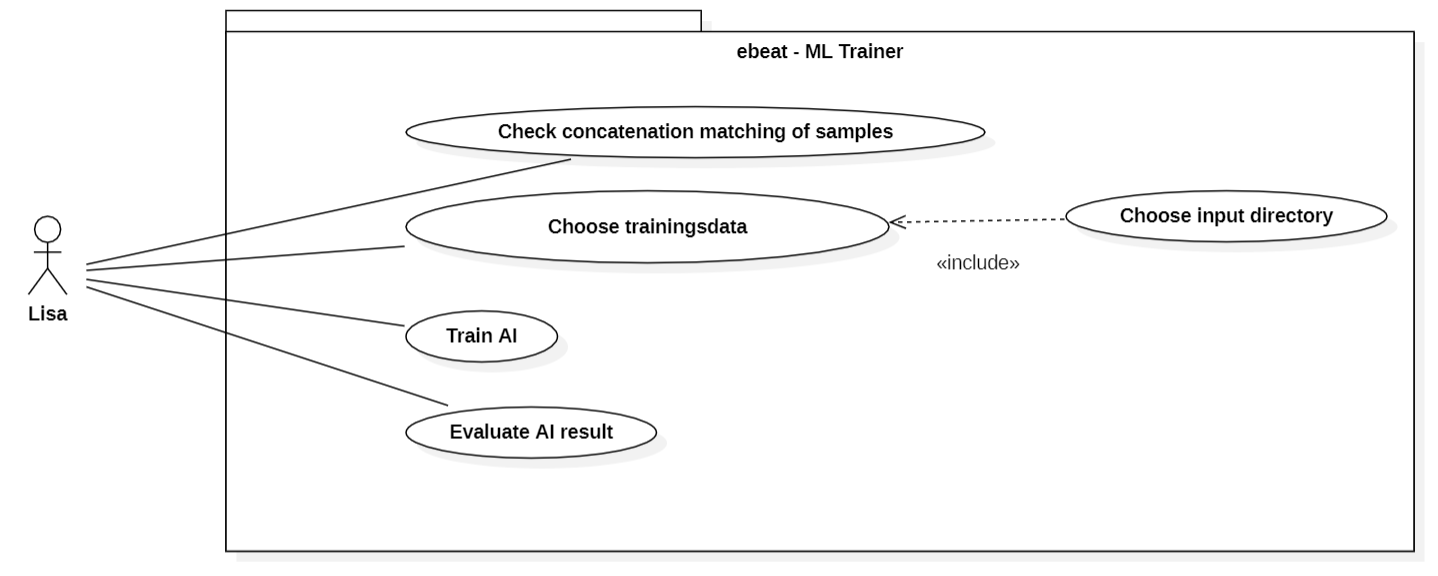 ebeat - ML Trainer
Check concatenation matching of samples
Choose trainingsdata
Choose input directory
«include»
Lisa
Train AI
Evaluate AI result